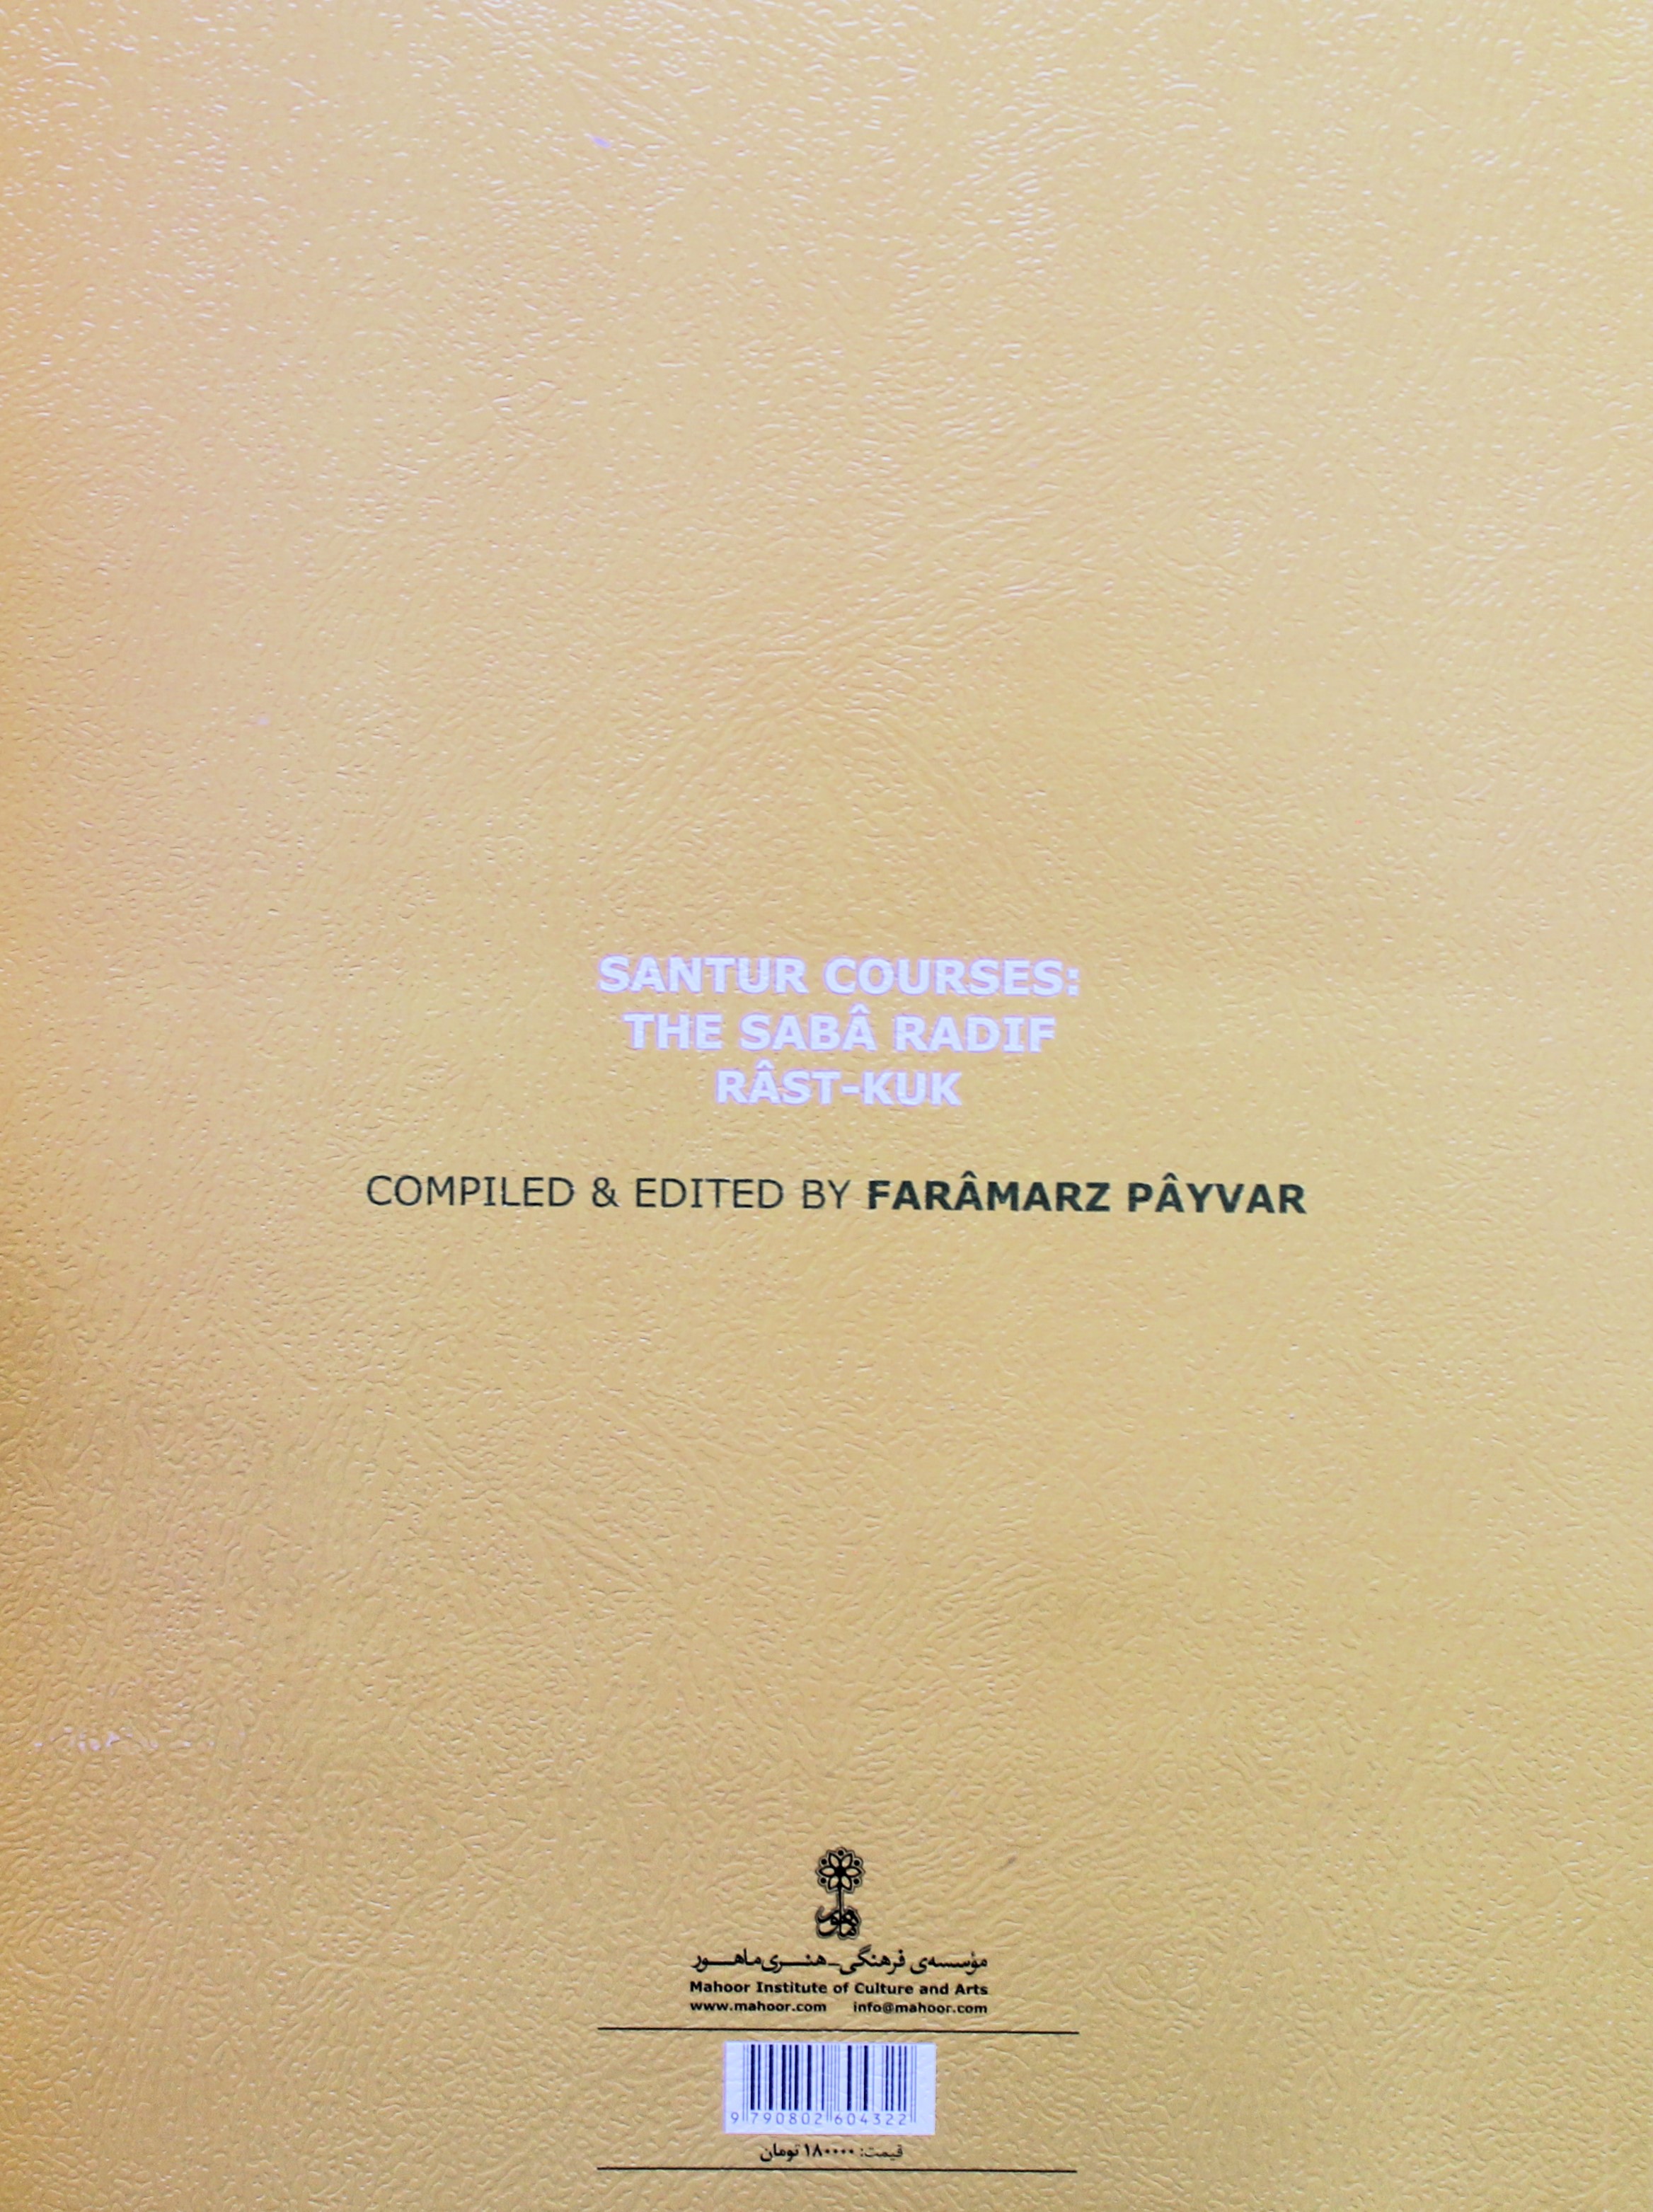 SANTUR COURSES:
THE SABÂ RADIF
RÂST-KUK
COMPILED & EDITED BY FARÂMARZ PÂYVAR
ماهور
مؤسسه‌ی فرهنگی-هنری ماهور
Mahoor Institute of Culture and Arts
www.mahoor.com info@mahoor.com
9 790802 604322
قیمت: ۱۸۰۰۰۰ تومان